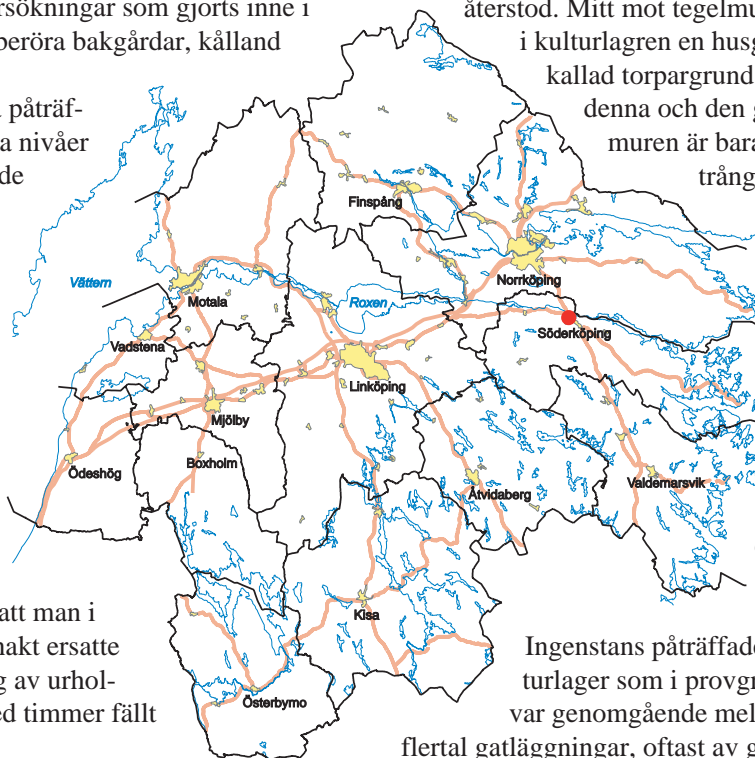 ersökningar som gjorts inne i
beröra bakgårdar, kålland
påträf-
a nivåer
de
återstod. Mitt mot tegelmu
i kulturlagren en husg
kallad torpargrund.
denna och den g
muren är bara
trång
Finspång
Norrköping
Vättern
Motala
Roxen
Söderköping
Vadstena
Linköping
Mjölby
Ödeshög
Boxholm
Åtvidaberg
Valdemarsvik
Kisa
Österbymo
att man i
nakt ersatte
g av urhol-
ed timmer fällt
Ingenstans påträffade
turlager som i provgr
var genomgående mel
flertal gatläggningar, oftast av g